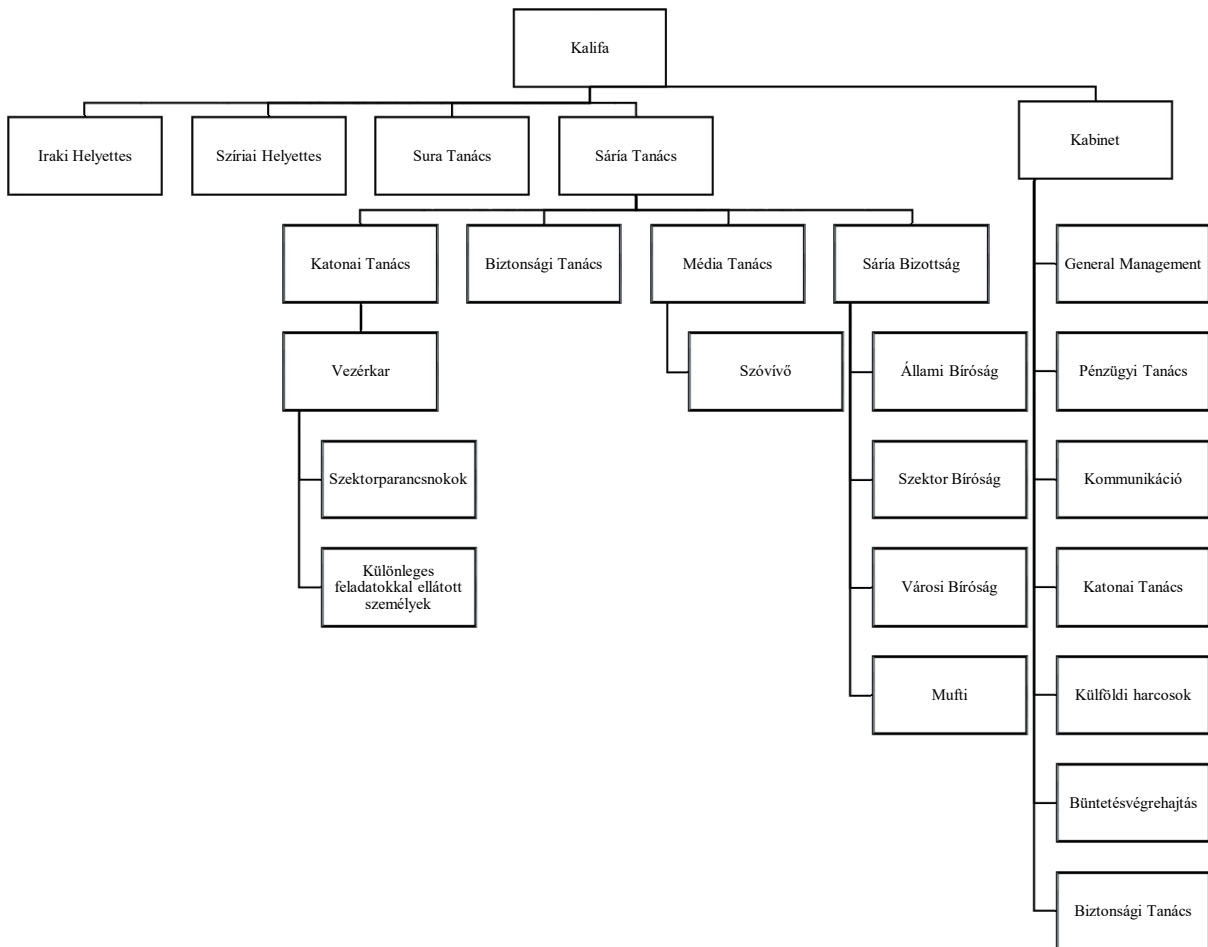 Kalifa
Iraki Helyettes
Szíriai Helyettes
Sura Tanács
Sáría Tanács
Kabinet
Katonai Tanács
Biztonsági Tanács
Média Tanács
Sáría Bizottság
General Management
Vezérkar
Szóvívő
Állami Bíróság
Pénzügyi Tanács
Szektorparancsnokok
Szektor Bíróság
Kommunikáció
Különleges
feladatokkal ellátott
személyek
Városi Bíróság
Katonai Tanács
Mufti
Külföldi harcosok
Büntetésvégrehajtás
Biztonsági Tanács